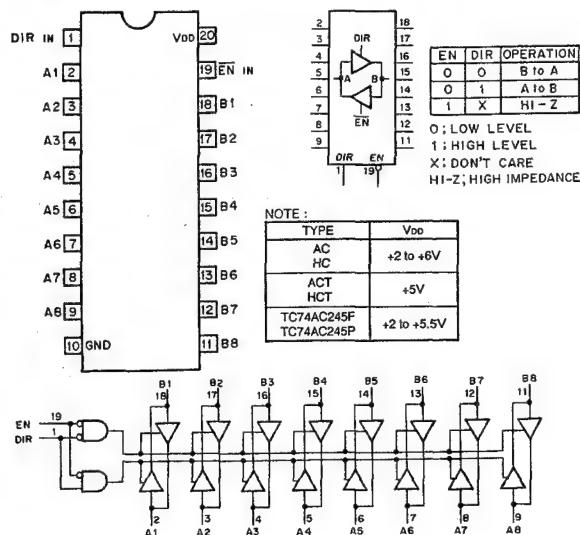 DIR IN 1
VDD 20
A1 2
19 EN IN
A2 3
18 B1
A3 4
17 B2
A4 5
16 B3
A5 6
15 B4
A6 7
14 B5
A7 8
13 B6
A8 9
12 B7
10 GND
11 B8
2 18
3 17
4 16
5 15
6 14
7 13
8 12
9 11
DIR
A B
EN
DIR EN
1 19
EN DIR OPERATION
0 0 B to A
0 1 A to B
1 X HI-Z
0; LOW LEVEL
1; HIGH LEVEL
X; DON'T CARE
HI-Z; HIGH IMPEDANCE
NOTE :
TYPE VDD
AC
HC
+2 to +6V
ACT
HCT
+5V
TC74AC245F
TC74AC245P
+2 to +5.5V
B1 B2 B3 B4 B5 B6 B7 B8
18 17 16 15 14 13 12 11
EN 19
DIR 1
2 3 4 5 6 7 8 9
A1 A2 A3 A4 A5 A6 A7 A8